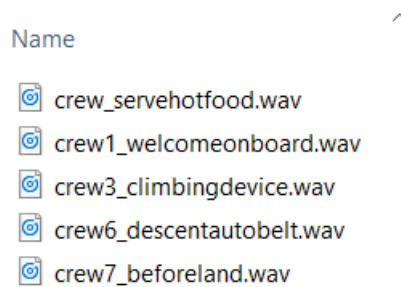 Name
crew_servehotfood.wav
crew1_welcomeonboard.wav
crew3_climbingdevice.wav
crew6_descentautobelt.wav
crew7_beforeland.wav